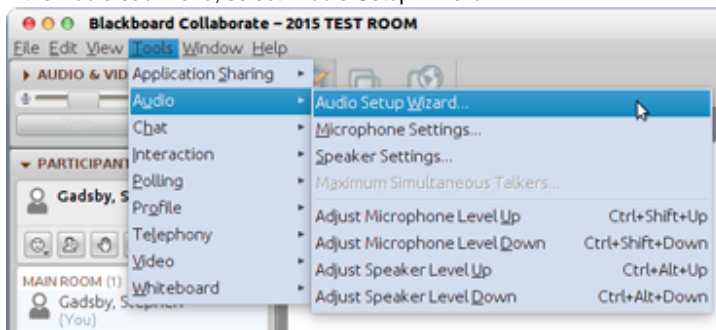 Blackboard Collaborate – 2015 TEST ROOM
File Edit View Tools Window Help
AUDIO & VID
Application Sharing
Audio
Chat
Interaction
Polling
Profile
Telephony
Video
Whiteboard
Audio Setup Wizard...
Microphone Settings...
Speaker Settings...
Maximum Simultaneous Talkers...
Adjust Microphone Level Up Ctrl+Shift+Up
Adjust Microphone Level Down Ctrl+Shift+Down
Adjust Speaker Level Up Ctrl+Alt+Up
Adjust Speaker Level Down Ctrl+Alt+Down
PARTICIPANT
Gadsby, S
MAIN ROOM (1)
Gadsby, Stephen
(You)